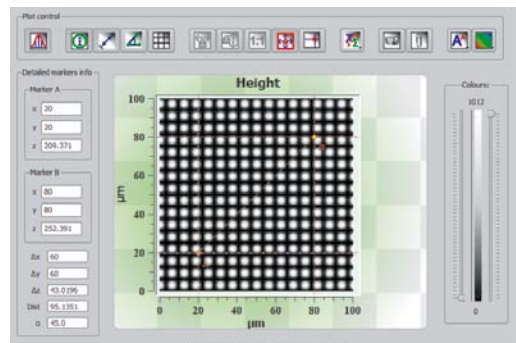 Plot control
1:1
A
Detailed markers info
Marker A
x 20
y 20
z 209.371
Marker B
x 80
y 80
z 252.391
Δx 60
Δy 60
Δz 43.0196
Dist 95.1351
α 45.0
Height
100
80
60
40
20
0
µm
0 20 40 60 80 100
µm
Colours:
1012
0